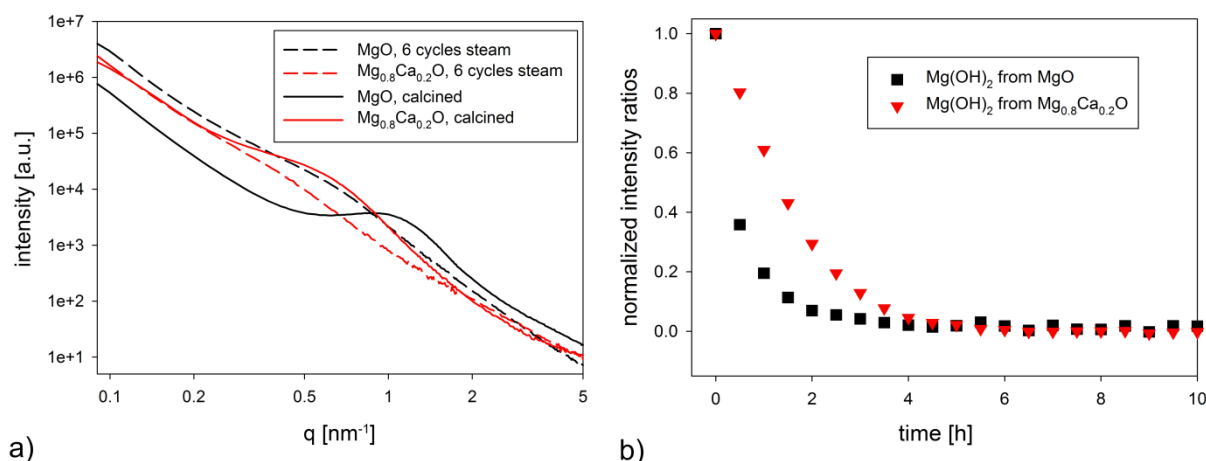 1e+7
1e+6
1e+5
1e+4
1e+3
1e+2
1e+1
intensity [a.u.]
MgO, 6 cycles steam
Mg0.8Ca0.2O, 6 cycles steam
MgO, calcined
Mg0.8Ca0.2O, calcined
0.1 0.2 0.5 1 2 5
q [nm-1]
a)
1.0
0.8
0.6
0.4
0.2
0.0
normalized intensity ratios
Mg(OH)2 from MgO
Mg(OH)2 from Mg0.8Ca0.2O
0 2 4 6 8 10
time [h]
b)